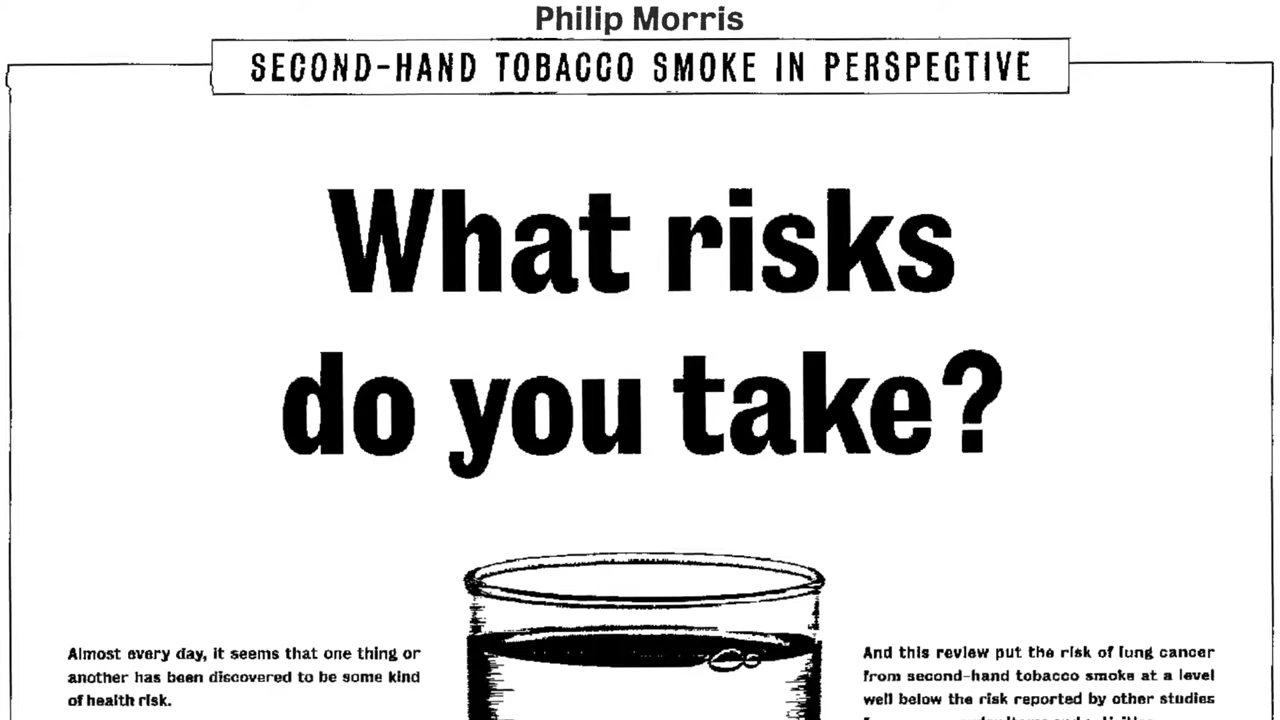 Philip Morris
SECOND-HAND TOBACCO SMOKE IN PERSPECTIVE
What risks
do you take?
Almost every day, it seems that one thing or
another has been discovered to be some kind
of health risk.
And this review put the risk of lung cancer
from second-hand tobacco smoke at a level
well below the risk reported by other studies